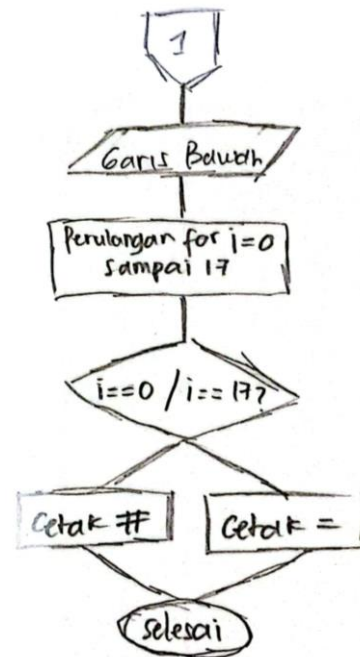 1
Garis Bawah
Perulangan for i=0
sampai 17
i==0 / i== 17?
Cetak #
Cetak =
selesai